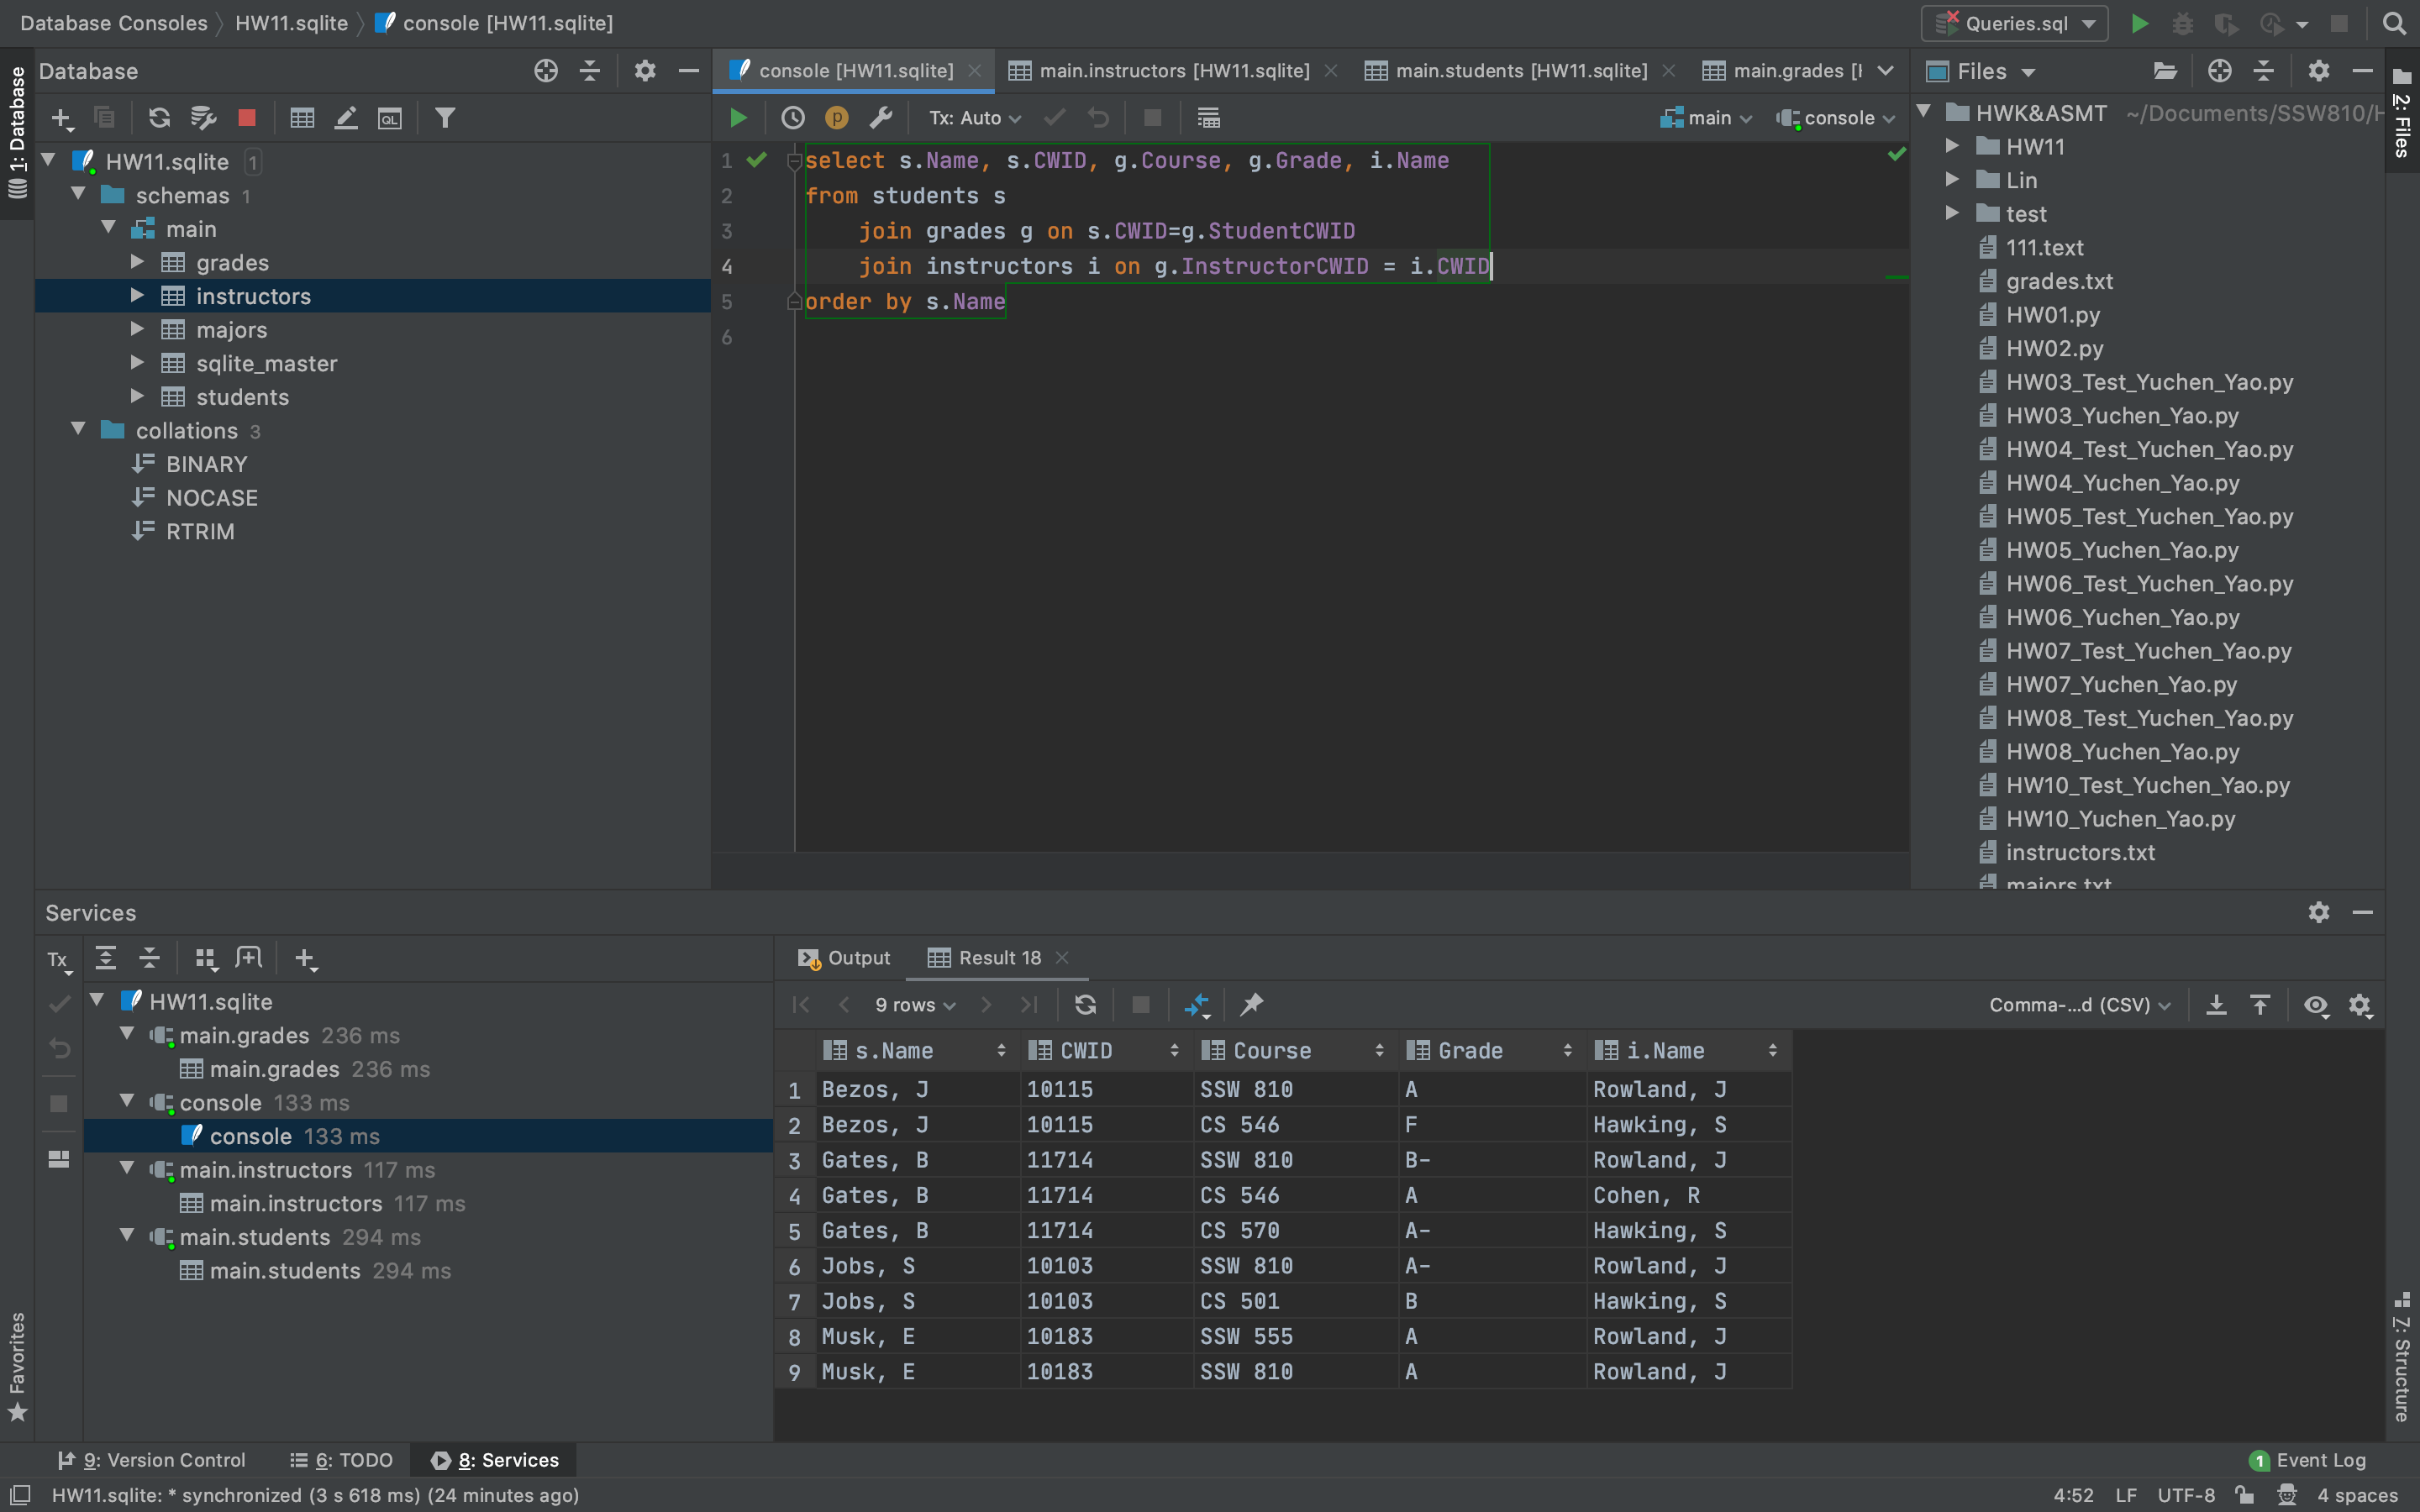 Database Consoles HW11.sqlite console [HW11.sqlite] Queries.sql
1: Database
Database
HW11.sqlite 1
schemas 1
main
grades
instructors
majors
sqlite_master
students
collations 3
BINARY
NOCASE
RTRIM
console [HW11.sqlite] main.instructors [HW11.sqlite] main.students [HW11.sqlite] main.grades [
Tx: Auto main console
1 select s.Name, s.CWID, g.Course, g.Grade, i.Name
2 from students s
3 join grades g on s.CWID=g.StudentCWID
4 join instructors i on g.InstructorCWID = i.CWID
5 order by s.Name
6
Files
HWK&ASMT ~/Documents/SSW810/H
HW11
Lin
test
111.text
grades.txt
HW01.py
HW02.py
HW03_Test_Yuchen_Yao.py
HW03_Yuchen_Yao.py
HW04_Test_Yuchen_Yao.py
HW04_Yuchen_Yao.py
HW05_Test_Yuchen_Yao.py
HW05_Yuchen_Yao.py
HW06_Test_Yuchen_Yao.py
HW06_Yuchen_Yao.py
HW07_Test_Yuchen_Yao.py
HW07_Yuchen_Yao.py
HW08_Test_Yuchen_Yao.py
HW08_Yuchen_Yao.py
HW10_Test_Yuchen_Yao.py
HW10_Yuchen_Yao.py
instructors.txt
majors.txt
2: Files
Services
Tx
HW11.sqlite
main.grades 236 ms
main.grades 236 ms
console 133 ms
console 133 ms
main.instructors 117 ms
main.instructors 117 ms
main.students 294 ms
main.students 294 ms
Output Result 18
9 rows Comma-...d (CSV)
s.Name CWID Course Grade i.Name
1 Bezos, J 10115 SSW 810 A Rowland, J
2 Bezos, J 10115 CS 546 F Hawking, S
3 Gates, B 11714 SSW 810 B- Rowland, J
4 Gates, B 11714 CS 546 A Cohen, R
5 Gates, B 11714 CS 570 A- Hawking, S
6 Jobs, S 10103 SSW 810 A- Rowland, J
7 Jobs, S 10103 CS 501 B Hawking, S
8 Musk, E 10183 SSW 555 A Rowland, J
9 Musk, E 10183 SSW 810 A Rowland, J
Favorites
7: Structure
9: Version Control 6: TODO 8: Services 1 Event Log
HW11.sqlite: * synchronized (3 s 618 ms) (24 minutes ago) 4:52 LF UTF-8 4 spaces